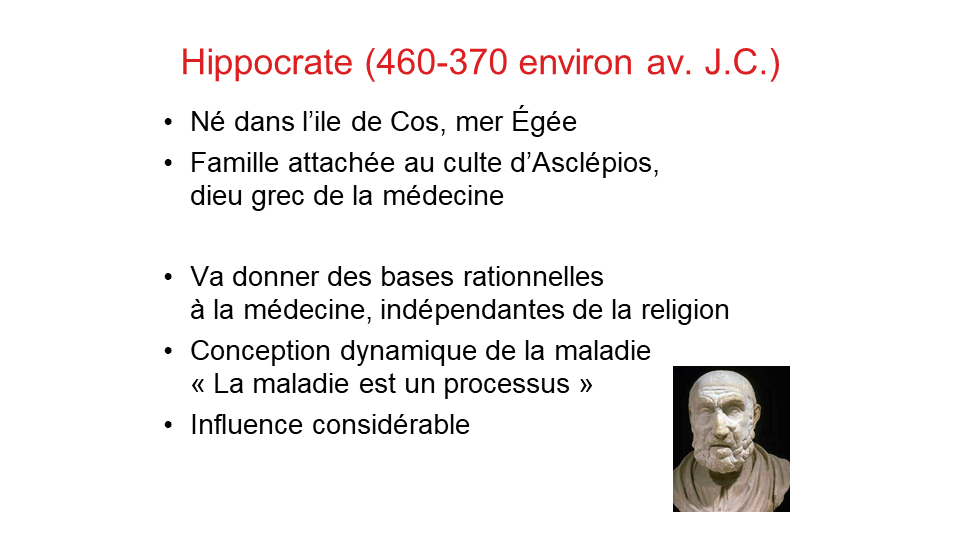 Hippocrate (460-370 environ av. J.C.)
• Né dans l’ile de Cos, mer Égée
• Famille attachée au culte d’Asclépios,
dieu grec de la médecine
• Va donner des bases rationnelles
à la médecine, indépendantes de la religion
• Conception dynamique de la maladie
« La maladie est un processus »
• Influence considérable